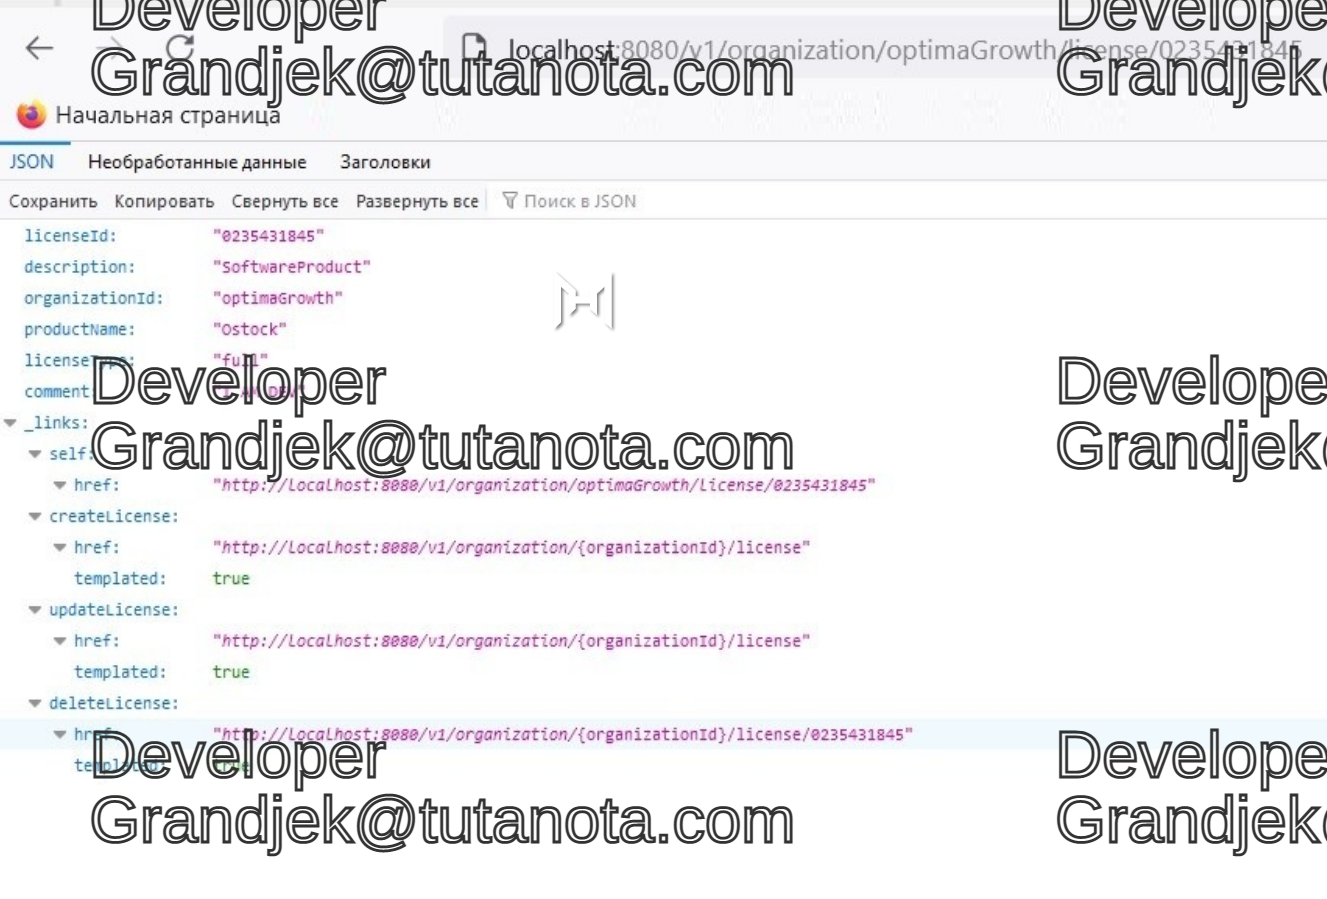 Developer
Developer
Grandjek@tutanota.com
Grandjek@
localhost:8080/v1/organization/optimaGrowth/license/0235431845
Начальная страница
JSON Необработанные данные Заголовки
Сохранить Копировать Свернуть все Развернуть все Поиск в JSON
licenseId: "0235431845"
description: "SoftwareProduct"
organizationId: "optimaGrowth"
productName: "Ostock"
licenseType: "full"
comment: "I AM DEV"
Developer
Develope
_links:
self:
Grandjek@tutanota.com
Grandjek@
href: "http://localhost:8080/v1/organization/optimaGrowth/license/0235431845"
createLicense:
href: "http://localhost:8080/v1/organization/{organizationId}/license"
templated: true
updateLicense:
href: "http://localhost:8080/v1/organization/{organizationId}/license"
templated: true
deleteLicense:
href: "http://localhost:8080/v1/organization/{organizationId}/license/0235431845"
templated: true
Developer
Develope
Grandjek@tutanota.com
Grandjek@